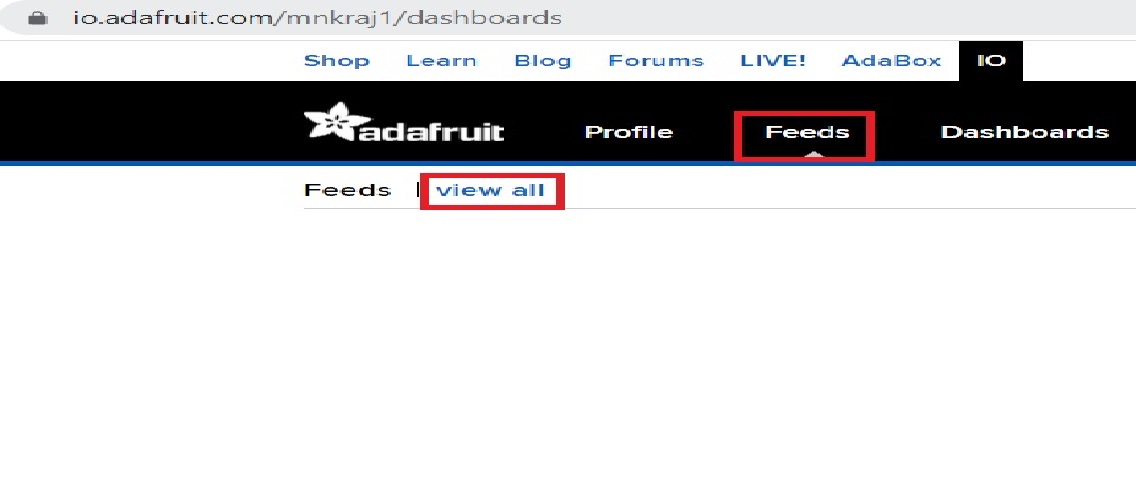 io.adafruit.com/mnkraj1/dashboards
Shop Learn Blog Forums LIVE! AdaBox IO
adafruit Profile Feeds Dashboards
Feeds | view all